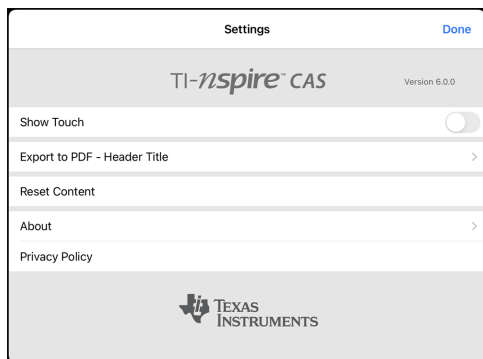 Settings
Done
TI-nspire™ CAS
Version 6.0.0
Show Touch
Export to PDF - Header Title
Reset Content
About
Privacy Policy
TEXAS
INSTRUMENTS